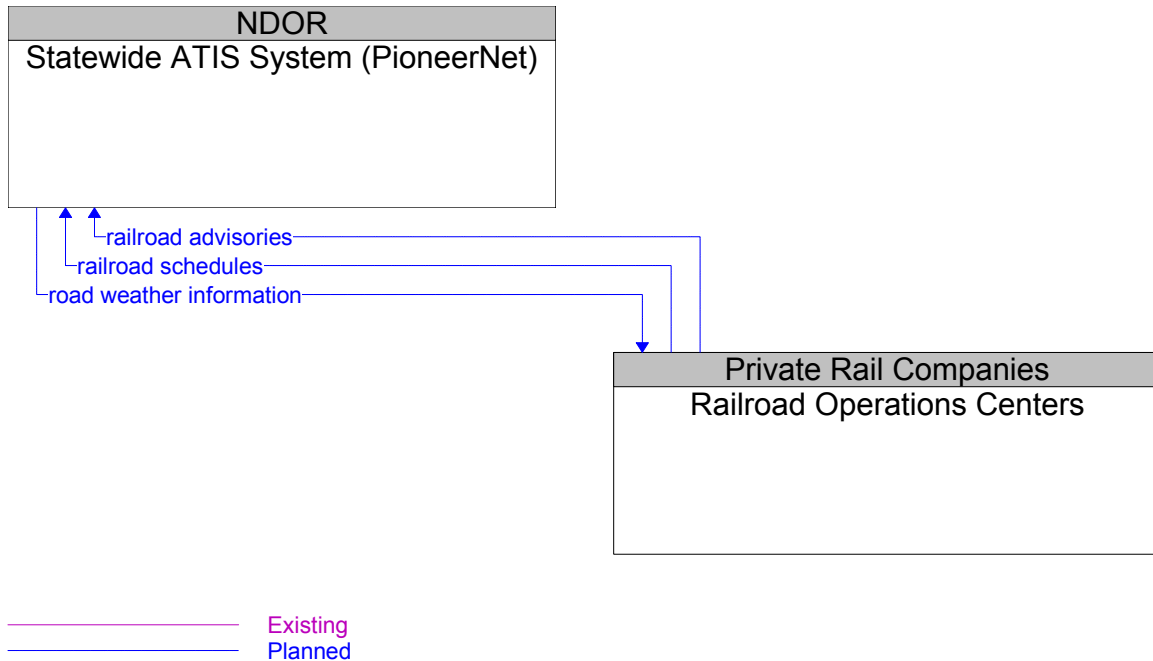 NDOR
Statewide ATIS System (PioneerNet)
railroad advisories
railroad schedules
road weather information
Private Rail Companies
Railroad Operations Centers
Existing
Planned